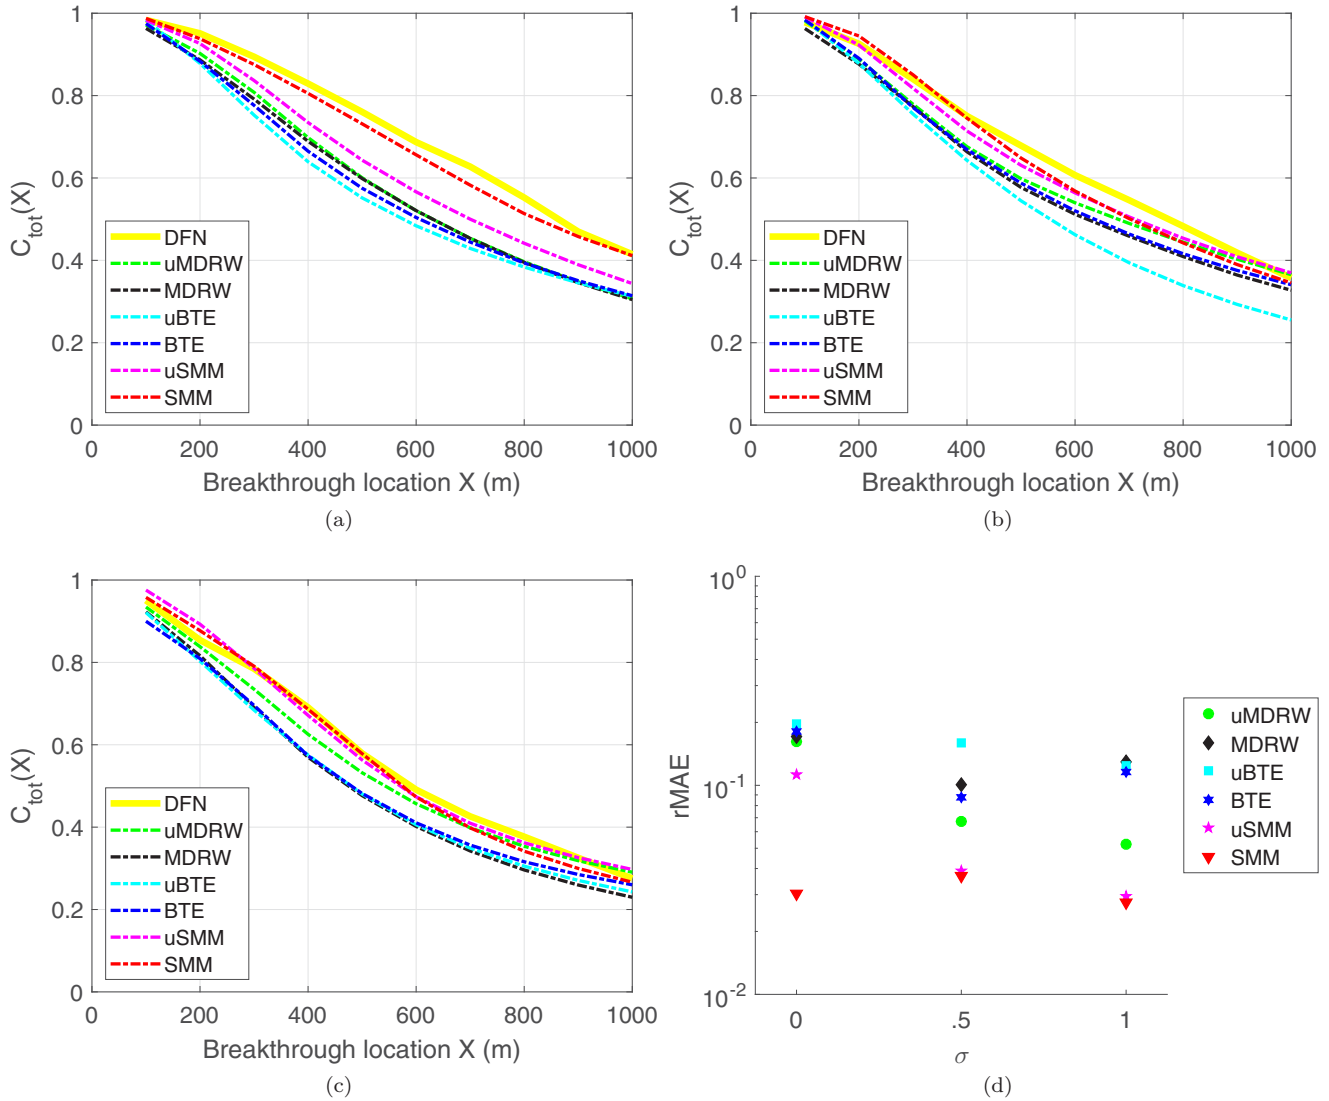 1
0.8
0.6
0.4
0.2
0
C_tot(X)
DFN
uMDRW
MDRW
uBTE
BTE
uSMM
SMM
0 200 400 600 800 1000
Breakthrough location X (m)
(a)
1
0.8
0.6
0.4
0.2
0
C_tot(X)
DFN
uMDRW
MDRW
uBTE
BTE
uSMM
SMM
0 200 400 600 800 1000
Breakthrough location X (m)
(b)
1
0.8
0.6
0.4
0.2
0
C_tot(X)
DFN
uMDRW
MDRW
uBTE
BTE
uSMM
SMM
0 200 400 600 800 1000
Breakthrough location X (m)
(c)
10^0
10^-1
10^-2
rMAE
uMDRW
MDRW
uBTE
BTE
uSMM
SMM
0 .5 1
σ
(d)